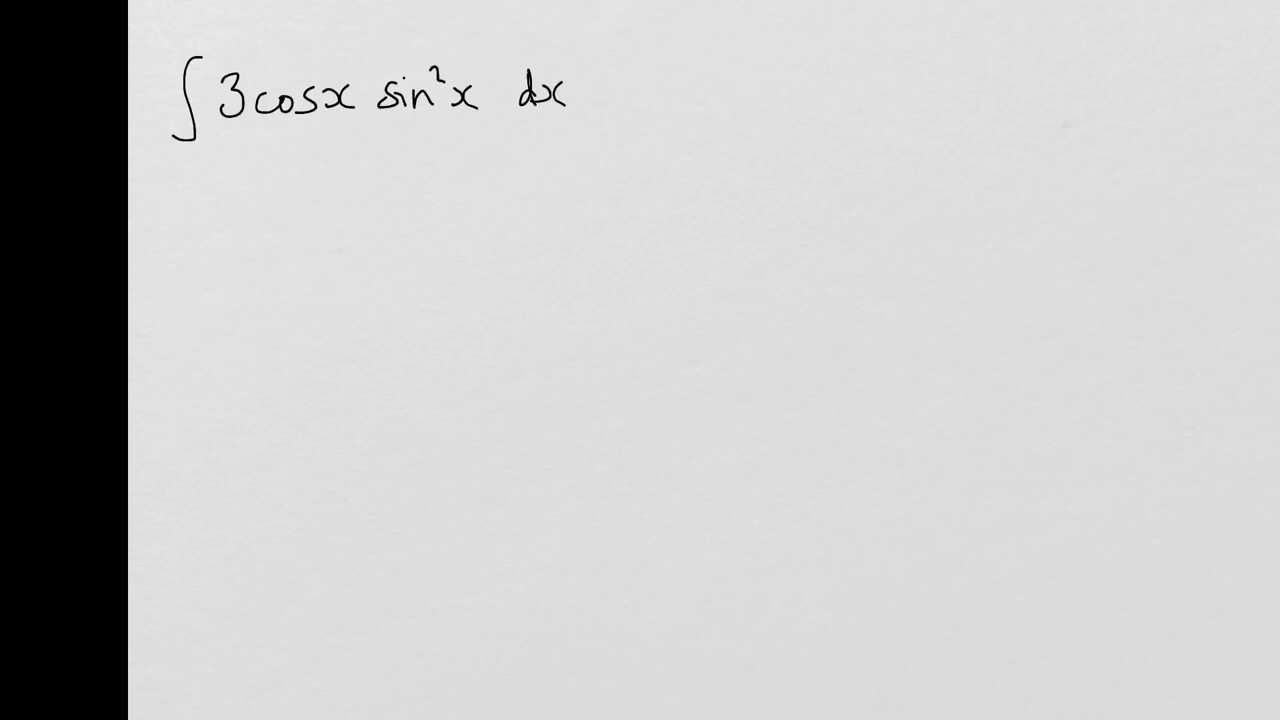 ∫ 3cosx sin²x dx